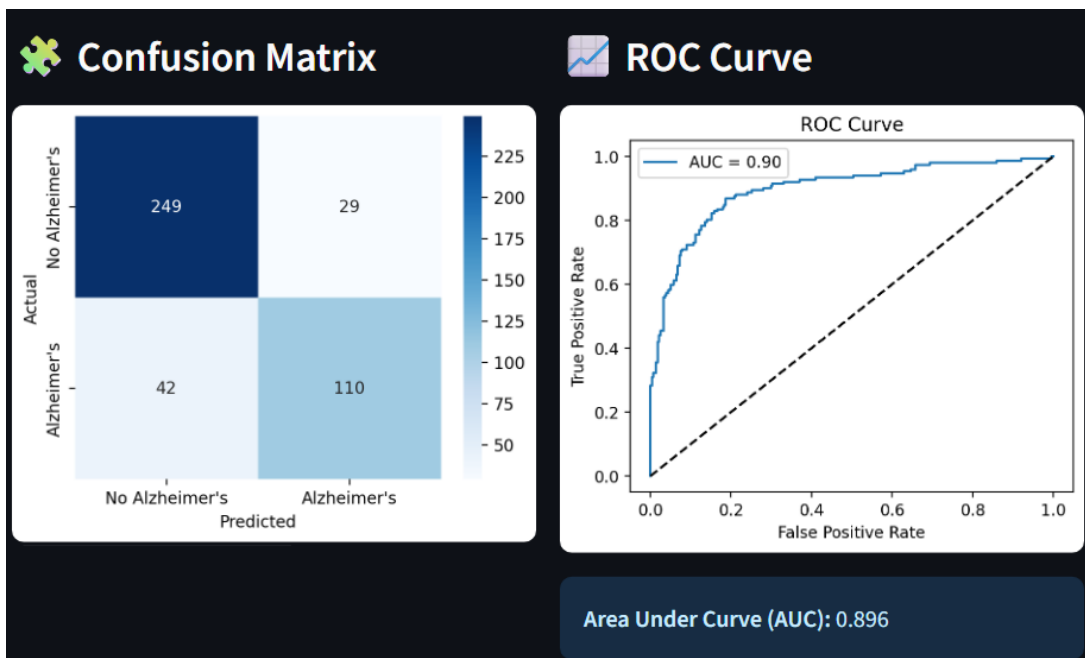 Confusion Matrix
No Alzheimer's
Alzheimer's
Actual
249
29
42
110
No Alzheimer's
Alzheimer's
Predicted
225
200
175
150
125
100
75
50
ROC Curve
ROC Curve
AUC = 0.90
True Positive Rate
1.0
0.8
0.6
0.4
0.2
0.0
0.0 0.2 0.4 0.6 0.8 1.0
False Positive Rate
Area Under Curve (AUC): 0.896